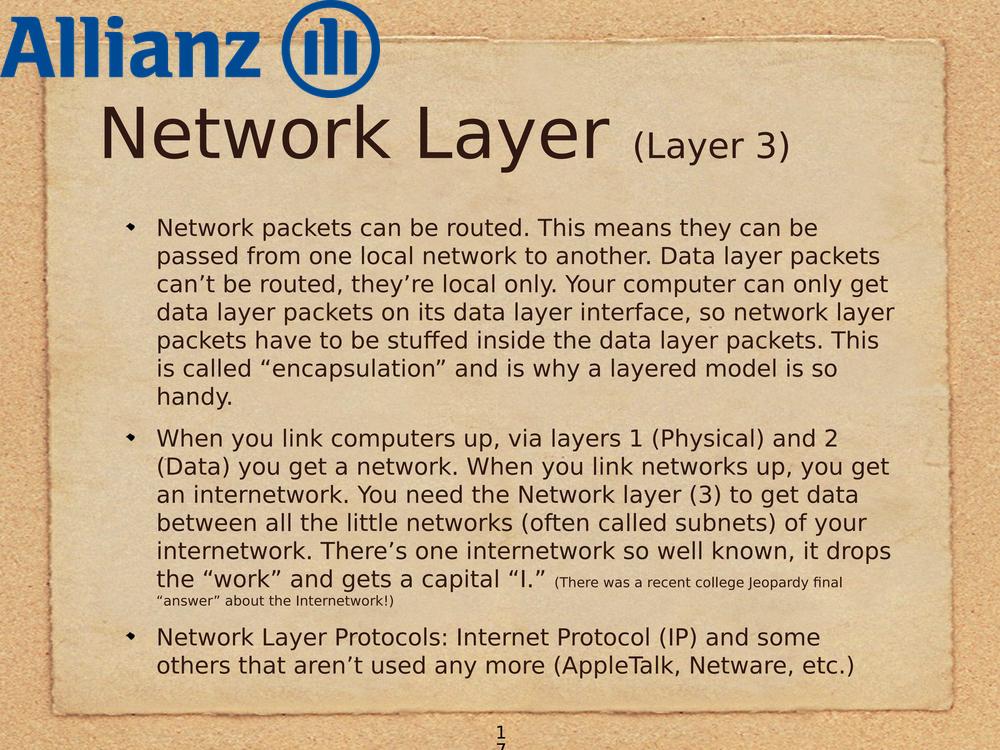 Allianz
Network Layer (Layer 3)
Network packets can be routed. This means they can be
passed from one local network to another. Data layer packets
can’t be routed, they’re local only. Your computer can only get
data layer packets on its data layer interface, so network layer
packets have to be stuffed inside the data layer packets. This
is called “encapsulation” and is why a layered model is so
handy.
When you link computers up, via layers 1 (Physical) and 2
(Data) you get a network. When you link networks up, you get
an internetwork. You need the Network layer (3) to get data
between all the little networks (often called subnets) of your
internetwork. There’s one internetwork so well known, it drops
the “work” and gets a capital “I.” (There was a recent college Jeopardy final
“answer” about the Internetwork!)
Network Layer Protocols: Internet Protocol (IP) and some
others that aren’t used any more (AppleTalk, Netware, etc.)
1
7